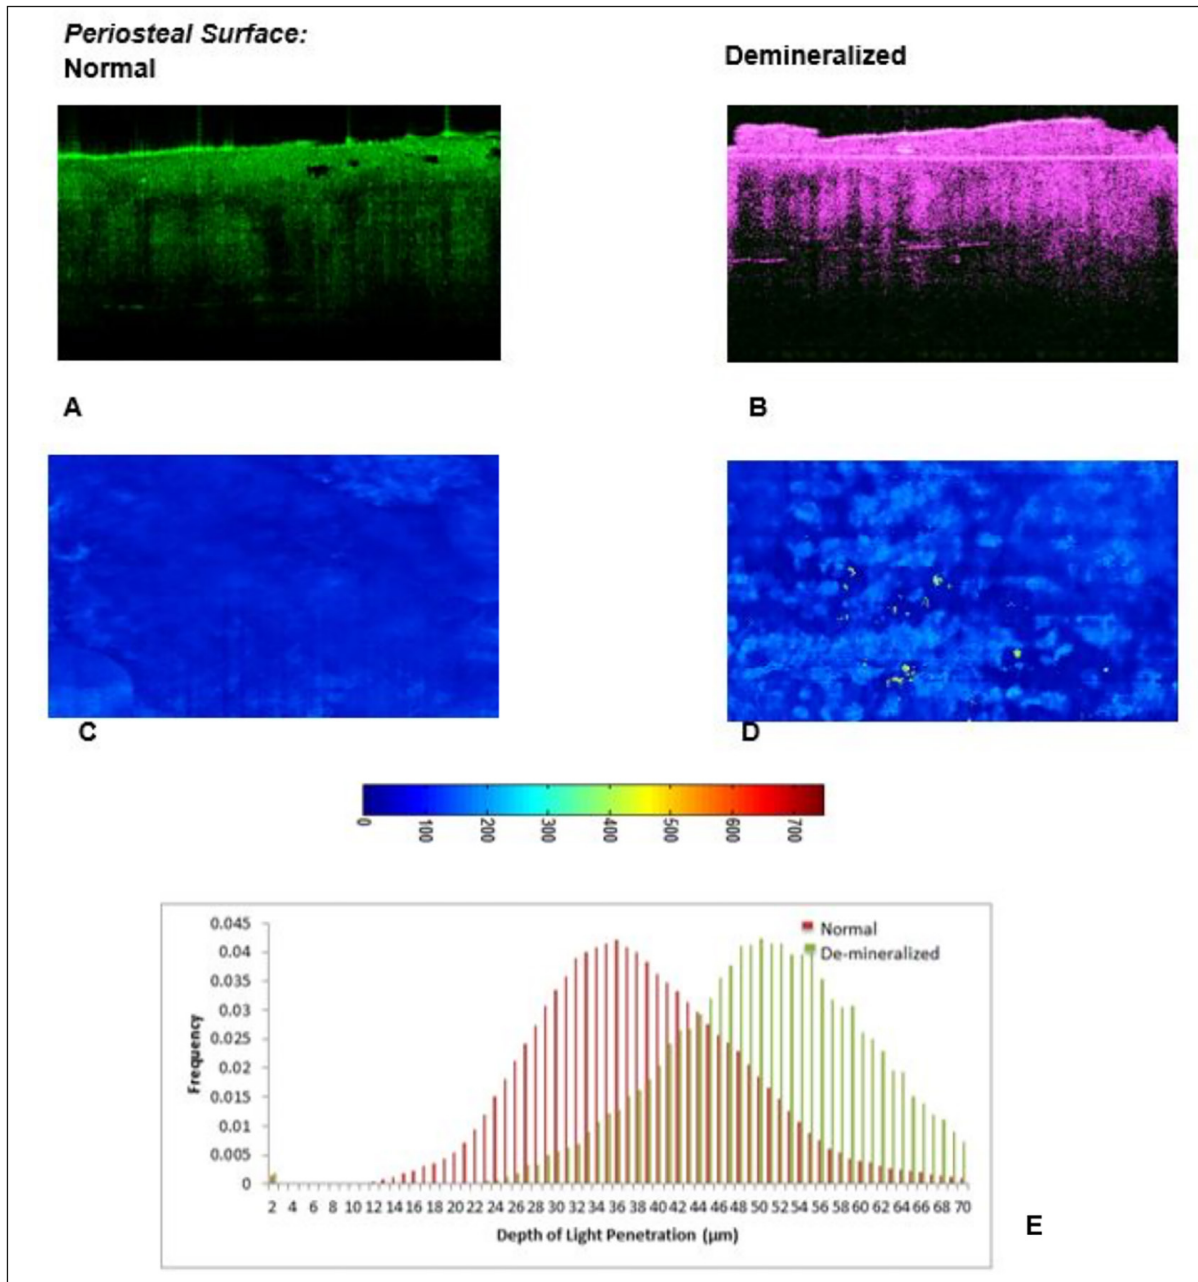 Periosteal Surface:
Normal
Demineralized
A
B
C
D
0 100 200 300 400 500 600 700
0.045
0.04
0.035
0.03
0.025
0.02
0.015
0.01
0.005
0
Frequency
Normal
De-mineralized
2 4 6 8 10 12 14 16 18 20 22 24 26 28 30 32 34 36 38 40 42 44 46 48 50 52 54 56 58 60 62 64 66 68 70
Depth of Light Penetration (µm)
E